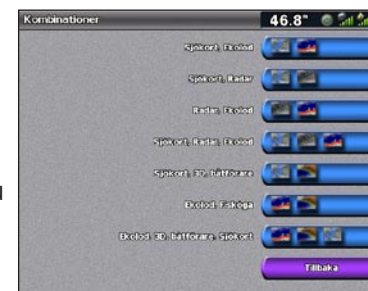 Kombinationer 46.8°
Sjökort, Ekolod
Sjökort, Radar
Radar, Ekolod
Sjökort, Radar, Ekolod
Sjökort, 3D, båtförare
Ekolod, Fisköga
Ekolod, 3D, båtförare, Sjökort
Tillbaka